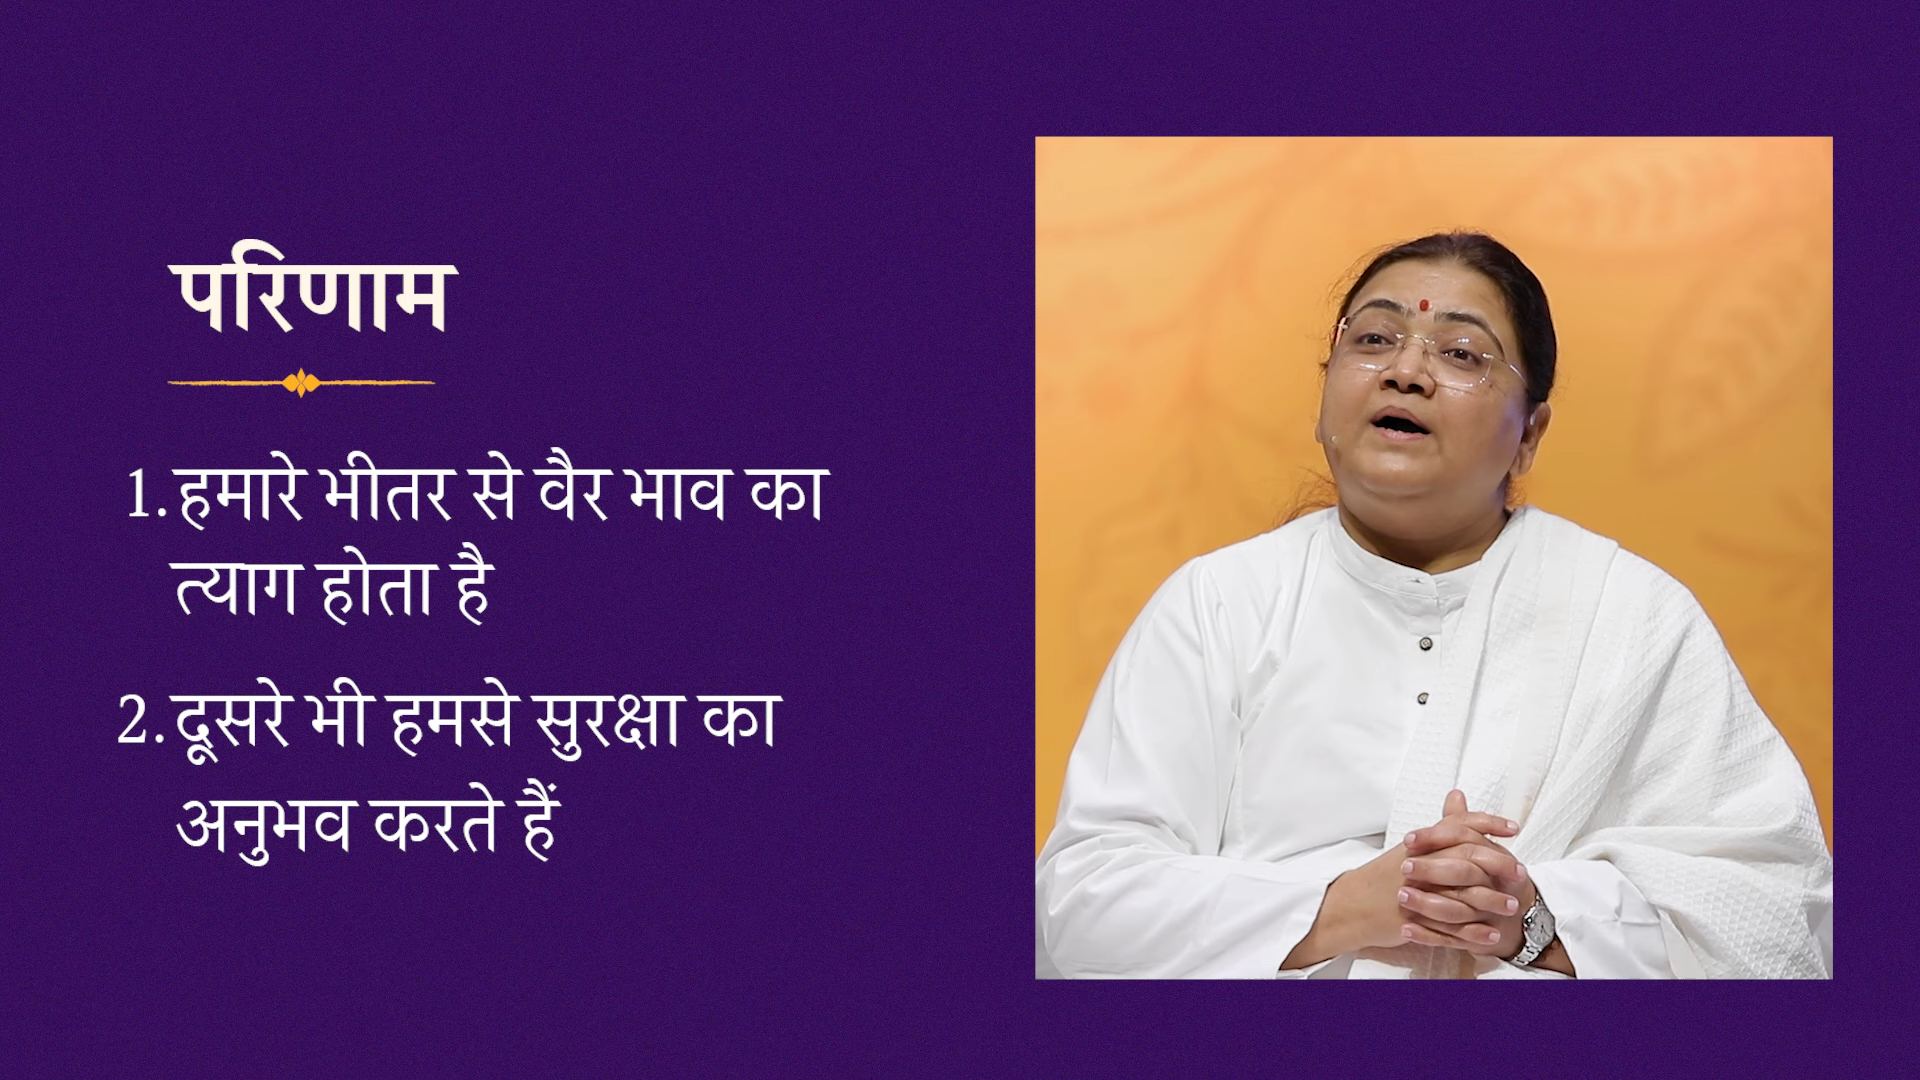 परिणाम
1. हमारे भीतर से वैर भाव का
त्याग होता है
2. दूसरे भी हमसे सुरक्षा का
अनुभव करते हैं